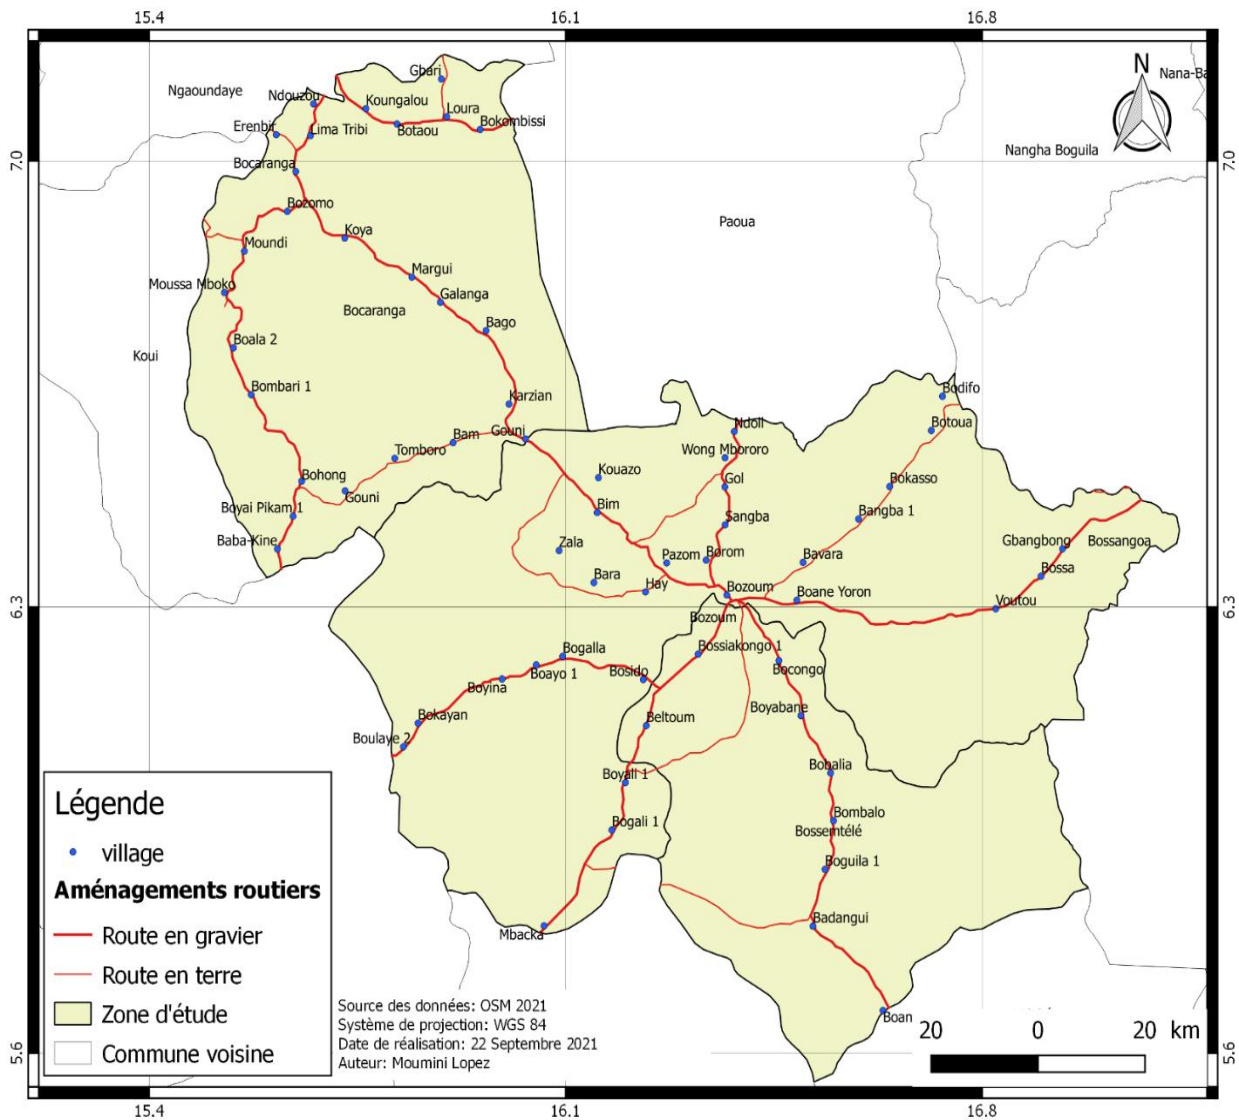 15.4
16.1
16.8
N
Nana-Ba
Ngaoundaye
Gbari
Ndouzou
Koungalou
Loura
Erenbir
Lima Tribi
Botaou
Bokombissi
Nangha Boguila
7.0
7.0
Bocaranga
Bozomo
Paoua
Koya
Moundi
Margui
Moussa Mboko
Galanga
Bocaranga
Bago
Boala 2
Koui
Bombari 1
Bodifo
Karzian
Botoua
Gouni
Ndoll
Bam
Tomboro
Wong Mbororo
Kouazo
Bohong
Gol
Bokasso
Gouni
Boyai Pikam 1
Bim
Sangba
Bangba 1
Baba-Kine
Zala
Gbangbong
Bossangoa
Pazom
Borom
Bavara
Bossa
Bara
Hay
Bozoum
Boane Yoron
Voutou
6.3
6.3
Bozoum
Bogalla
Bossiakongo 1
Boayo 1
Bosido
Bocongo
Boyina
Bokayan
Beltoum
Boyabane
Boulaye 2
Boyali 1
Bobalia
Bogali 1
Bombalo
Bossemtélé
Boguila 1
Mbacka
Badangui
Boan
Légende
village
Aménagements routiers
Route en gravier
Route en terre
Zone d'étude
Commune voisine
Source des données: OSM 2021
Système de projection: WGS 84
Date de réalisation: 22 Septembre 2021
Auteur: Moumini Lopez
20 0 20 km
5.6
5.6
15.4
16.1
16.8